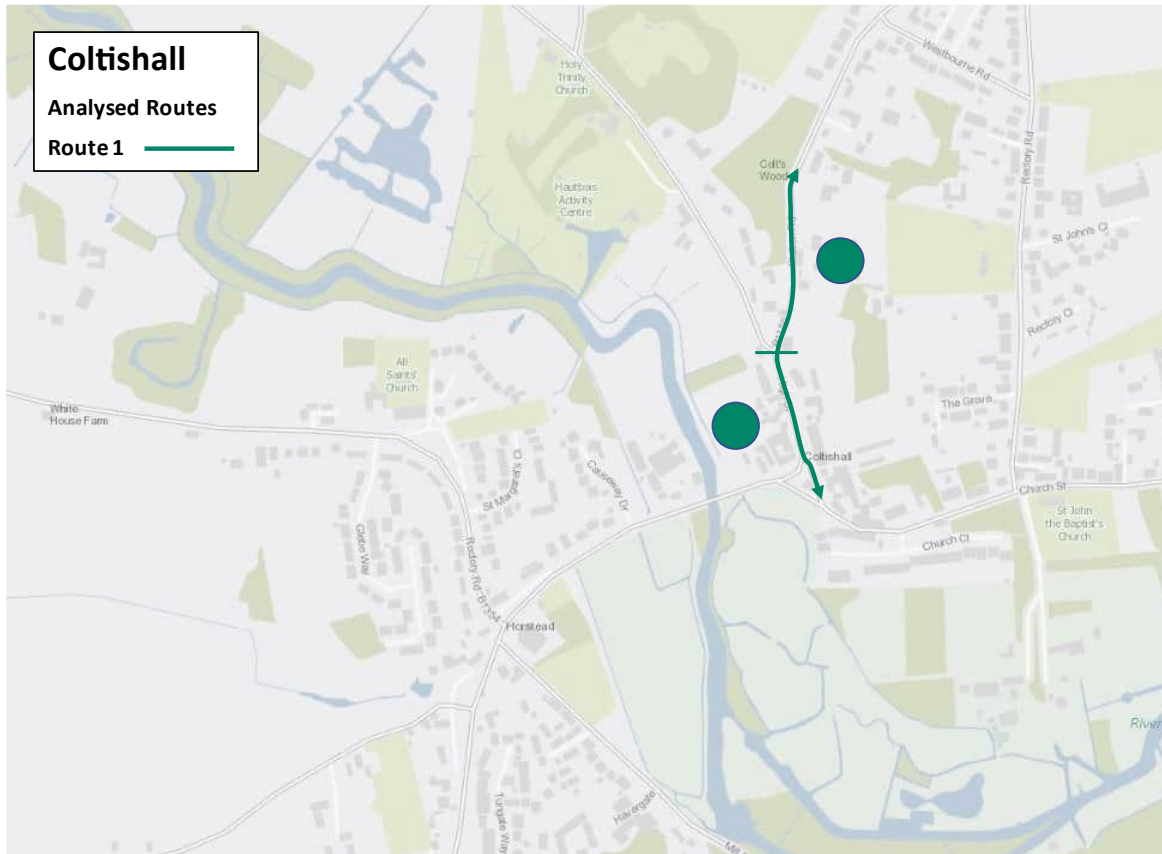 Coltishall
Analysed Routes
Route 1
Holy
Trinity
Church
Westbourne Rd
Colt's
Wood
Rectory Rd
Hautbois
Activity
Centre
St John's Cl
Rectory Cl
All
Saints'
Church
White
House Farm
The Grove
St Margaret's Cl
Causeway Dr
Coltishall
Church St
St John
the Baptist's
Church
Glebe Way
Church Cl
Rectory Rd B1354
Horstead
River
Tungate Way
Havergate
Mill